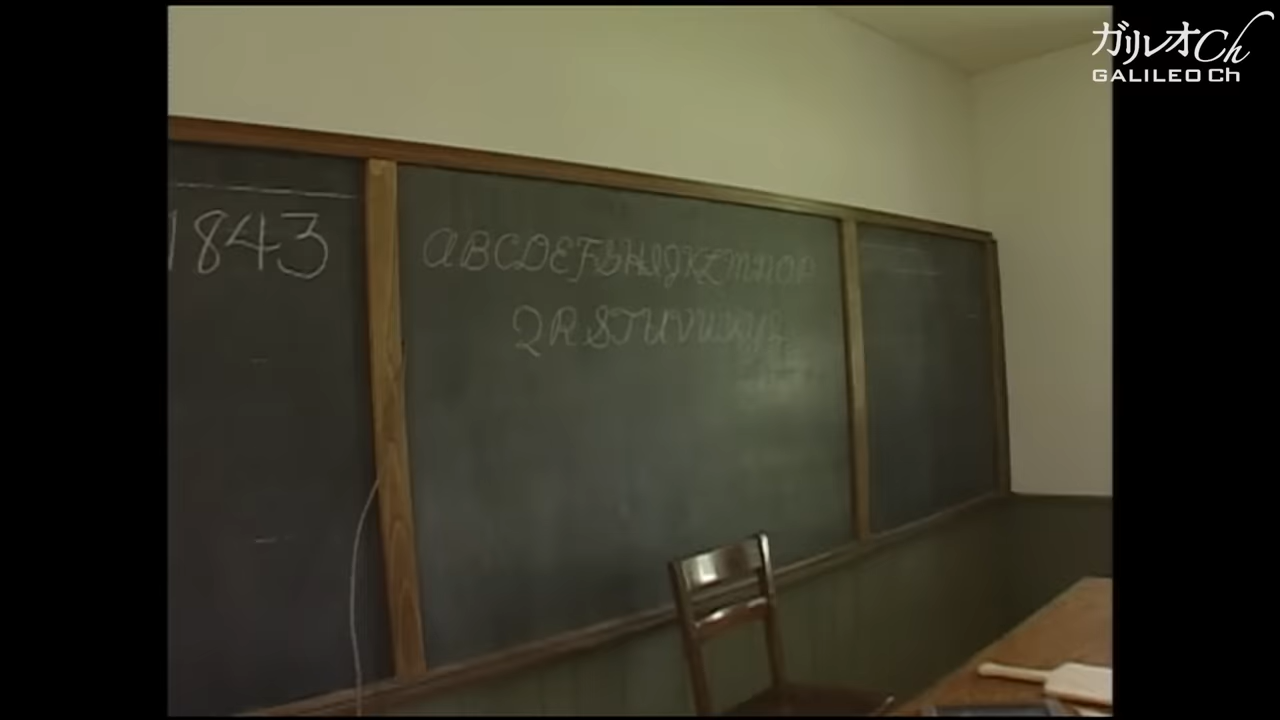 ガリレオCh
GALILEO Ch
1843
ABCDEFGHIJKLMNOP
QRSTUVWXYZ